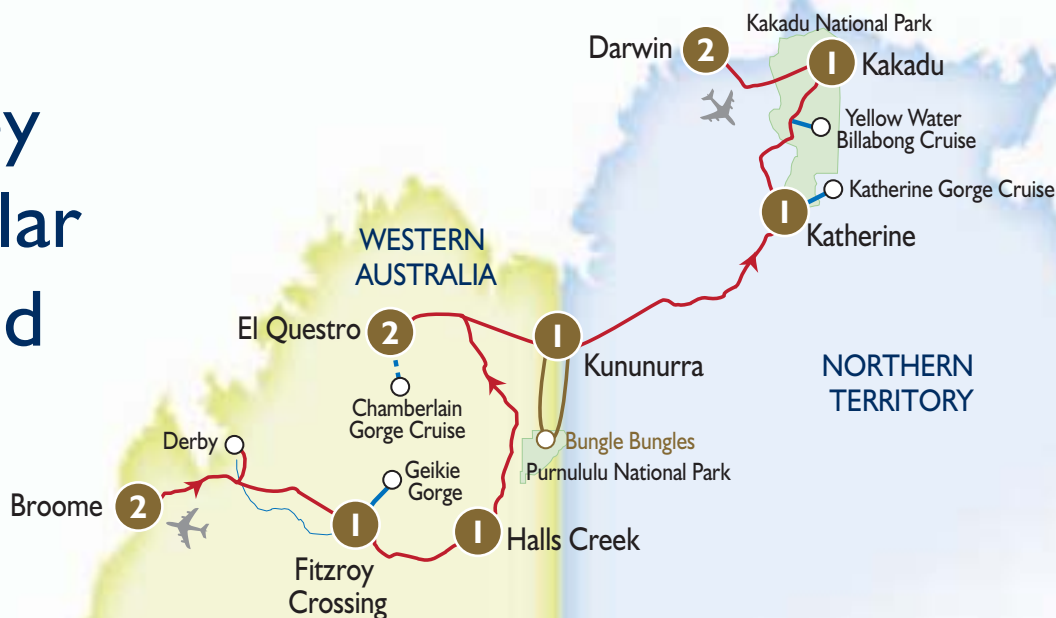 ey
lar
d
Kakadu National Park
Darwin
2
1
Kakadu
Yellow Water
Billabong Cruise
Katherine Gorge Cruise
1
Katherine
WESTERN
AUSTRALIA
El Questro
2
1
Kununurra
NORTHERN
TERRITORY
Chamberlain
Gorge Cruise
Derby
Bungle Bungles
Purnululu National Park
Geikie
Gorge
Broome
2
1
1
Halls Creek
Fitzroy
Crossing